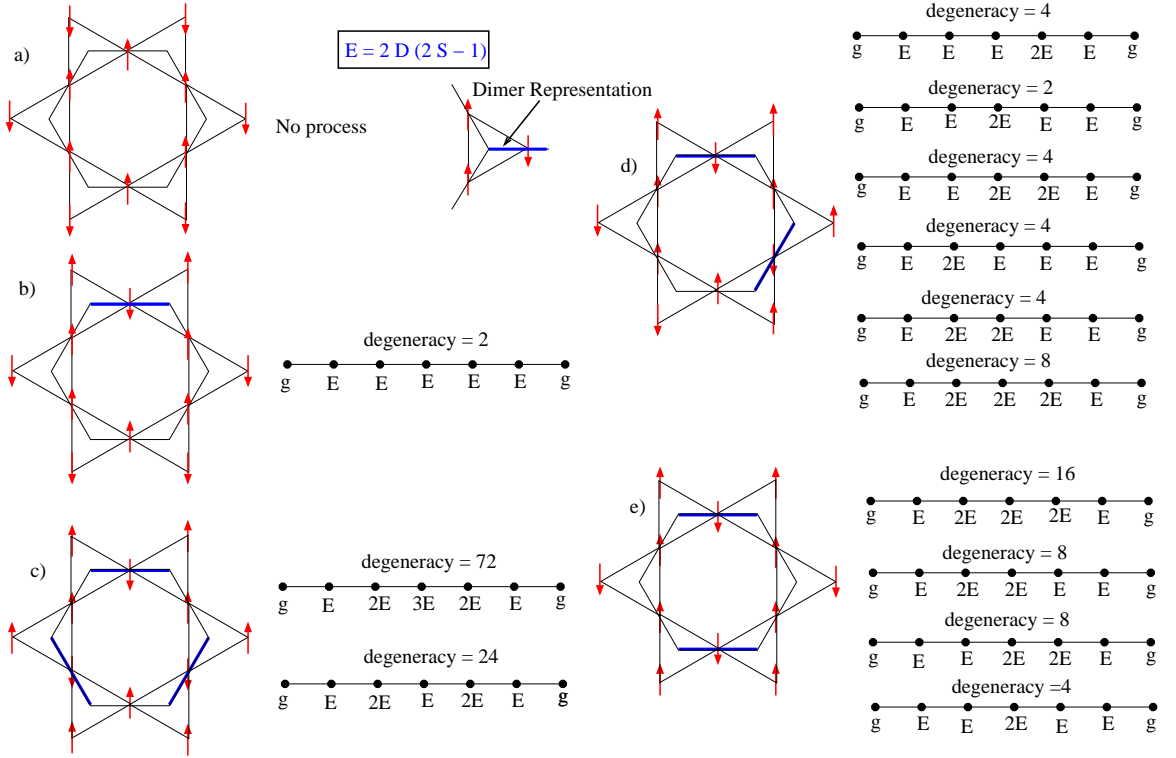 a)
E = 2 D (2 S − 1)
Dimer Representation
No process
b)
degeneracy = 2
g E E E E E g
c)
degeneracy = 72
g E 2E 3E 2E E g
degeneracy = 24
g E 2E E 2E E g
d)
degeneracy = 4
g E E E 2E E g
degeneracy = 2
g E E 2E E E g
degeneracy = 4
g E E 2E 2E E g
degeneracy = 4
g E 2E E E E g
degeneracy = 4
g E 2E 2E E E g
degeneracy = 8
g E 2E 2E 2E E g
e)
degeneracy = 16
g E 2E 2E 2E E g
degeneracy = 8
g E 2E 2E E E g
degeneracy = 8
g E E 2E 2E E g
degeneracy =4
g E E 2E E E g